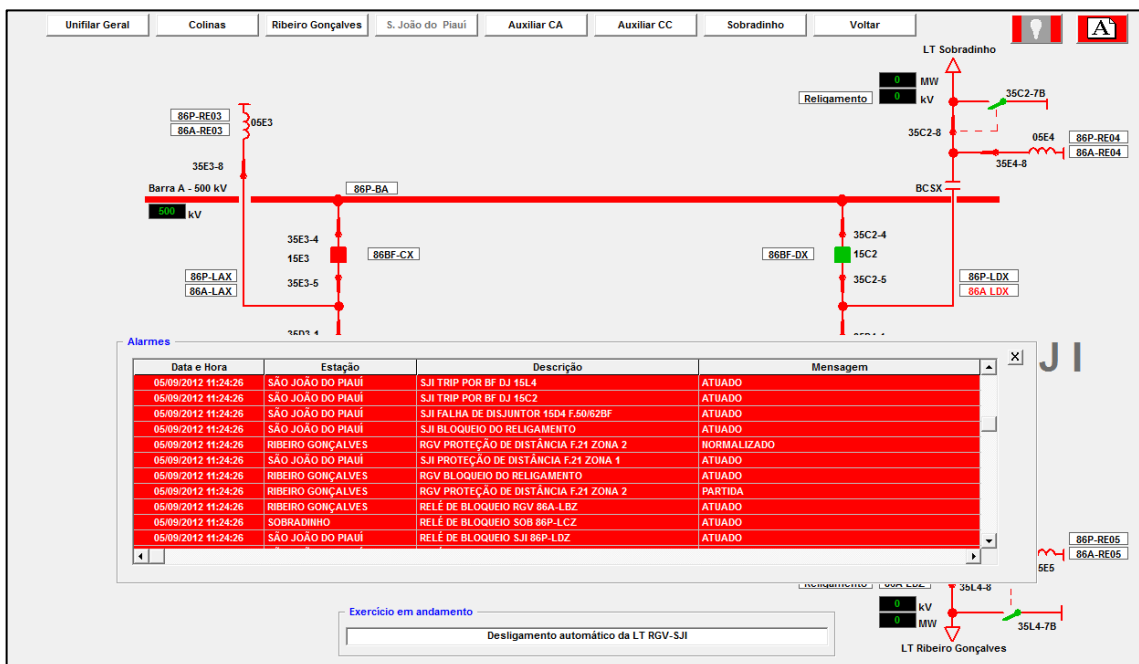 Unifilar Geral Colinas Ribeiro Gonçalves S. João do Piauí Auxiliar CA Auxiliar CC Sobradinho Voltar
A
LT Sobradinho
0 MW
Religamento 0 kV
35C2-7B
86P-RE03
86A-RE03
05E3
35C2-8
05E4 86P-RE04
86A-RE04
35E3-8
35E4-8
Barra A - 500 kV 86P-BA BCSX
500 kV
35E3-4 35C2-4
15E3 86BF-CX 86BF-DX 15C2
86P-LAX 35E3-5 35C2-5 86P-LDX
86A-LAX 86A LDX
Alarmes
X
J I
Data e Hora Estação Descrição Mensagem
05/09/2012 11:24:26 SÃO JOÃO DO PIAUÍ SJI TRIP POR BF DJ 15L4 ATUADO
05/09/2012 11:24:26 SÃO JOÃO DO PIAUÍ SJI TRIP POR BF DJ 15C2 ATUADO
05/09/2012 11:24:26 SÃO JOÃO DO PIAUÍ SJI FALHA DE DISJUNTOR 15D4 F.50/62BF ATUADO
05/09/2012 11:24:26 SÃO JOÃO DO PIAUÍ SJI BLOQUEIO DO RELIGAMENTO ATUADO
05/09/2012 11:24:26 RIBEIRO GONÇALVES RGV PROTEÇÃO DE DISTÂNCIA F.21 ZONA 2 NORMALIZADO
05/09/2012 11:24:26 SÃO JOÃO DO PIAUÍ SJI PROTEÇÃO DE DISTÂNCIA F.21 ZONA 1 ATUADO
05/09/2012 11:24:26 RIBEIRO GONÇALVES RGV BLOQUEIO DO RELIGAMENTO ATUADO
05/09/2012 11:24:26 RIBEIRO GONÇALVES RGV PROTEÇÃO DE DISTÂNCIA F.21 ZONA 2 PARTIDA
05/09/2012 11:24:26 RIBEIRO GONÇALVES RELÉ DE BLOQUEIO RGV 86A-LBZ ATUADO
05/09/2012 11:24:26 SOBRADINHO RELÉ DE BLOQUEIO SOB 86P-LCZ ATUADO
05/09/2012 11:24:26 SÃO JOÃO DO PIAUÍ RELÉ DE BLOQUEIO SJI 86P-LDZ ATUADO
86P-RE05
86A-RE05
5E5
35L4-8
0 kV
0 MW
35L4-7B
LT Ribeiro Gonçalves
Exercício em andamento
Desligamento automático da LT RGV-SJI